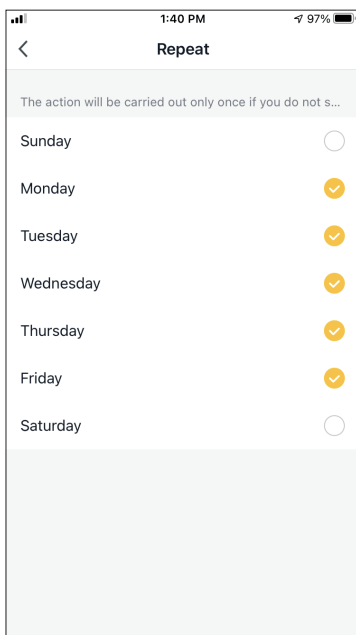 1:40 PM
97%
Repeat
The action will be carried out only once if you do not s...
Sunday
Monday
Tuesday
Wednesday
Thursday
Friday
Saturday